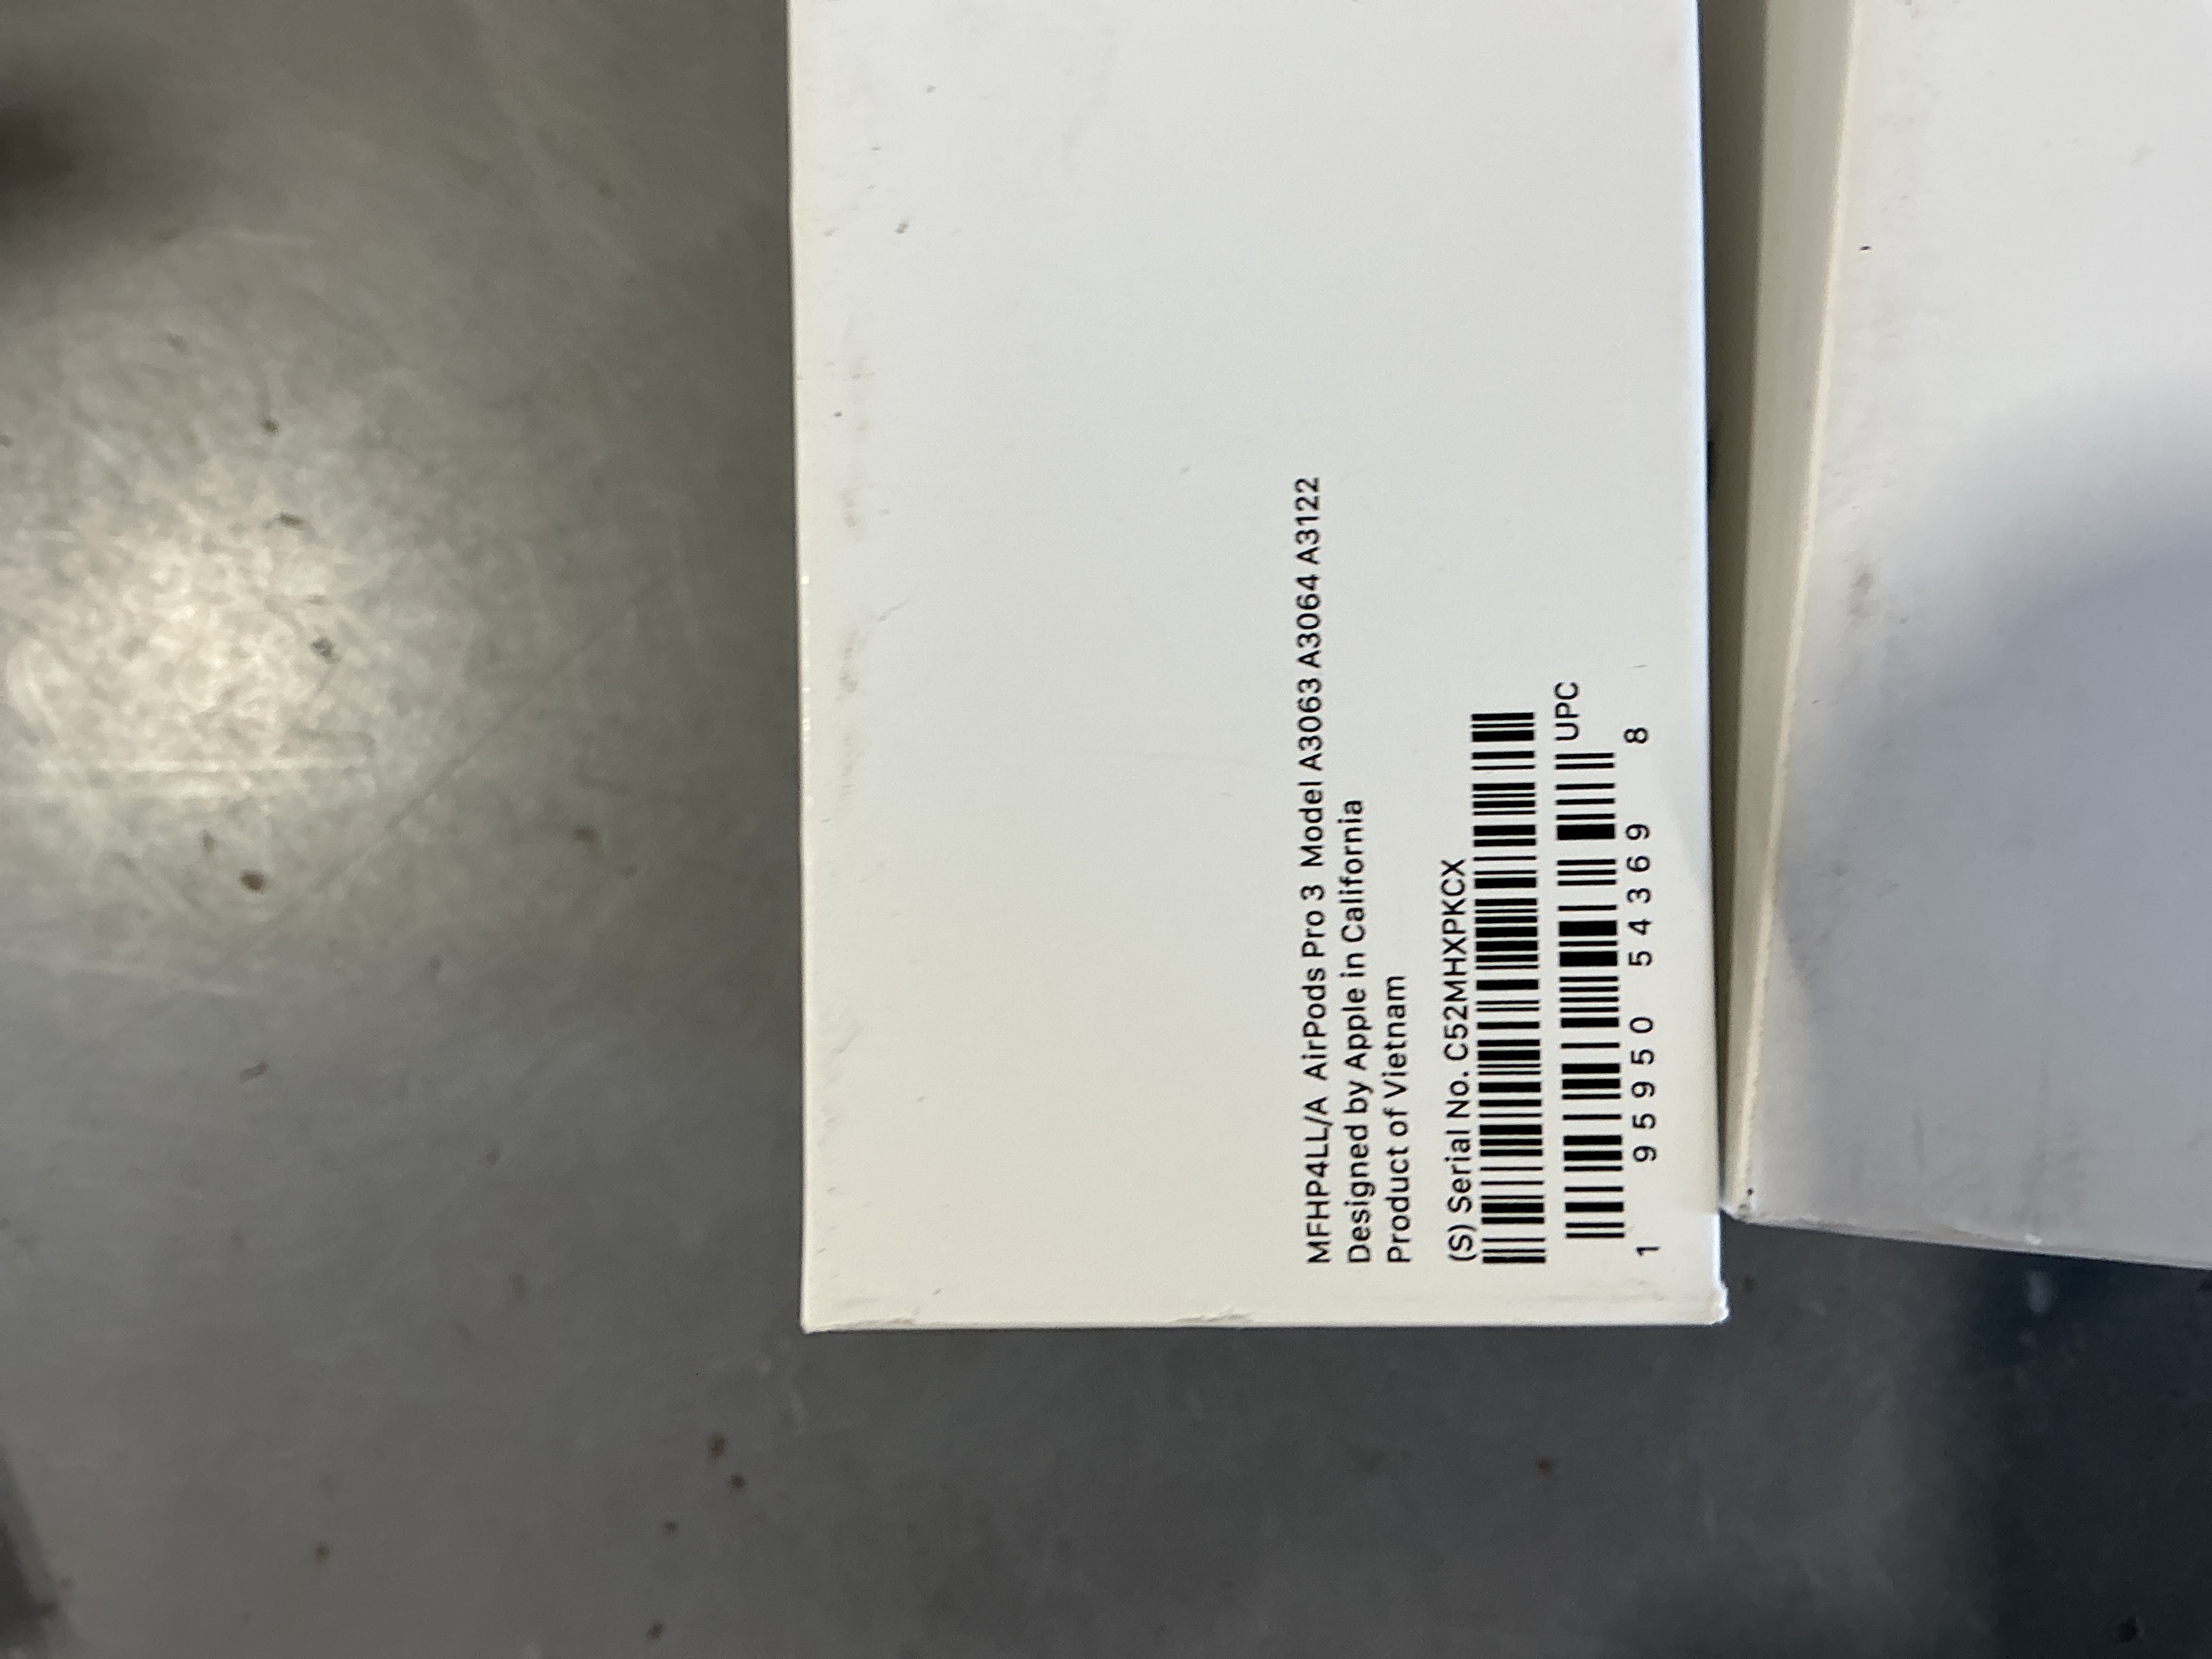 MFHP4LL/A AirPods Pro 3 Model A3063 A3064 A3122
Designed by Apple in California
Product of Vietnam
(S) Serial No. C52MHXPKCX
UPC
1 95950 54369 8